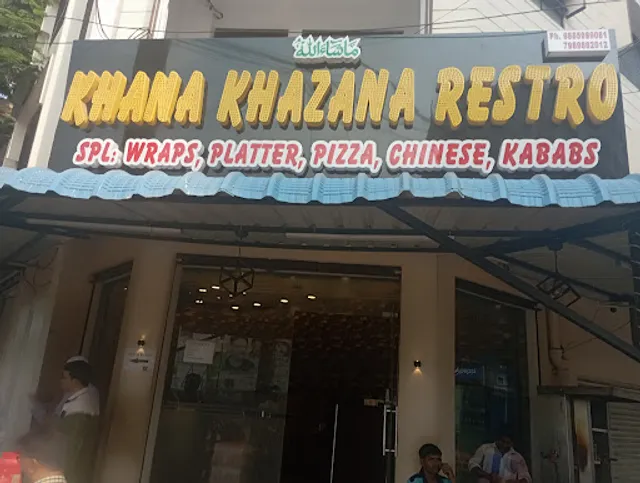 ماشاءالله
KHANA KHAZANA RESTRO
SPL: WRAPS, PLATTER, PIZZA, CHINESE, KABABS